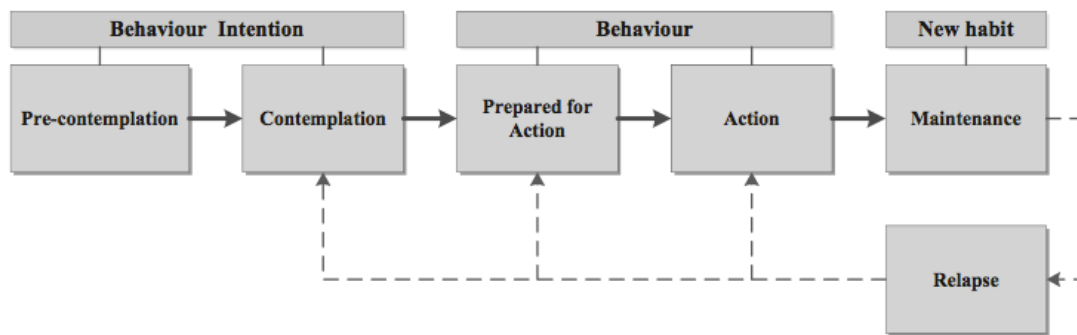 Behaviour Intention
Behaviour
New habit
Pre-contemplation
Contemplation
Prepared for
Action
Action
Maintenance
Relapse